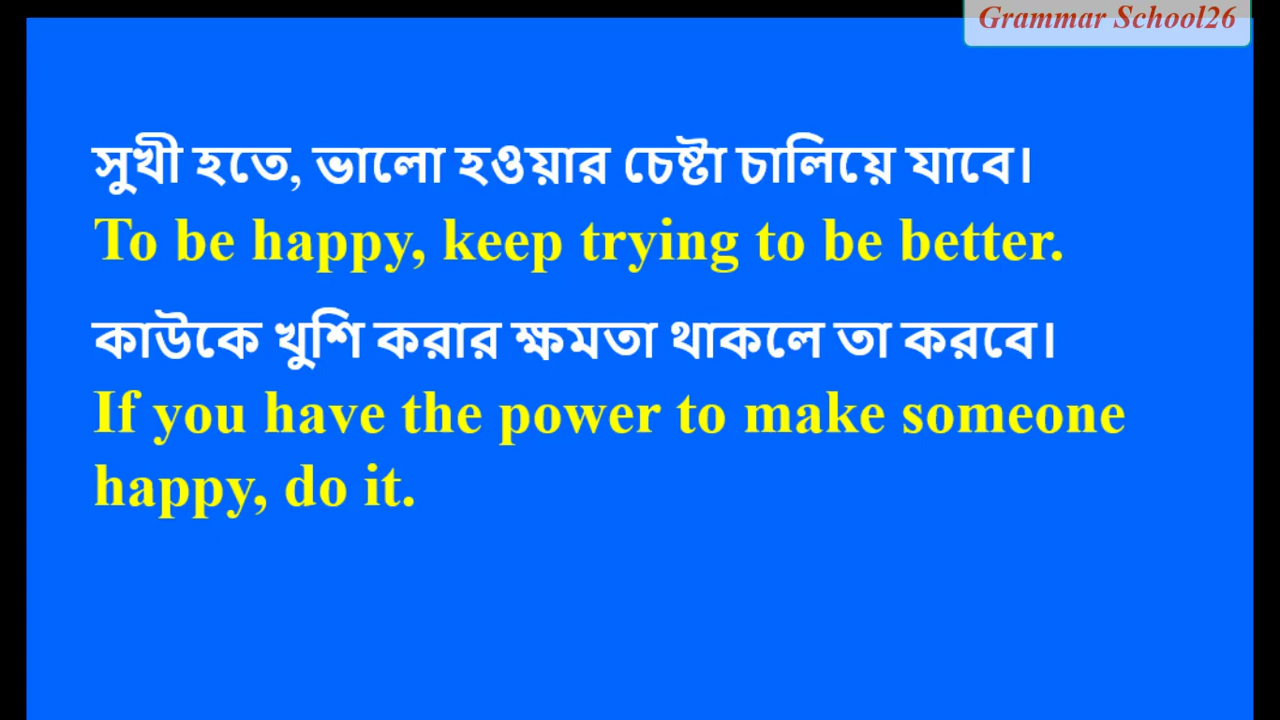 Grammar School26
সুখী হতে, ভালো হওয়ার চেষ্টা চালিয়ে যাবে।
To be happy, keep trying to be better.
কাউকে খুশি করার ক্ষমতা থাকলে তা করবে।
If you have the power to make someone
happy, do it.